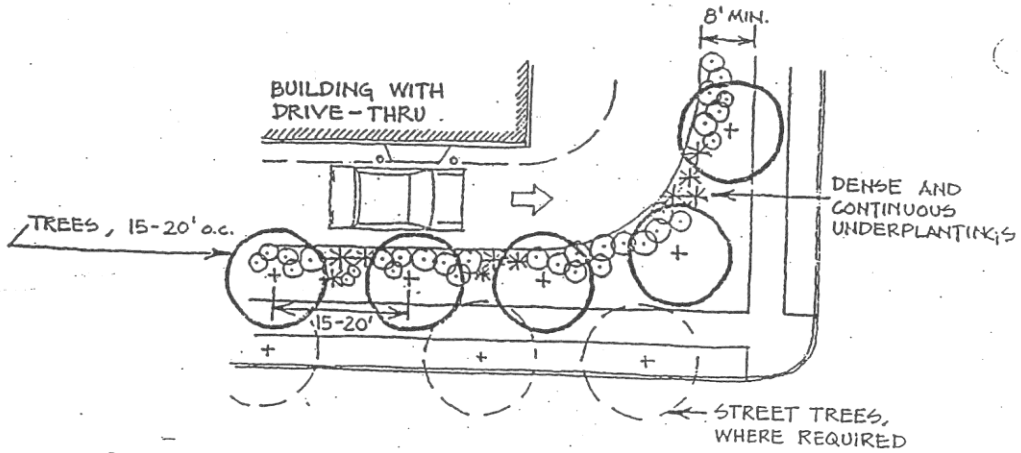 8' MIN.
BUILDING WITH
DRIVE-THRU
TREES, 15-20' o.c.
DENSE AND
CONTINUOUS
UNDERPLANTINGS
15-20'
STREET TREES,
WHERE REQUIRED